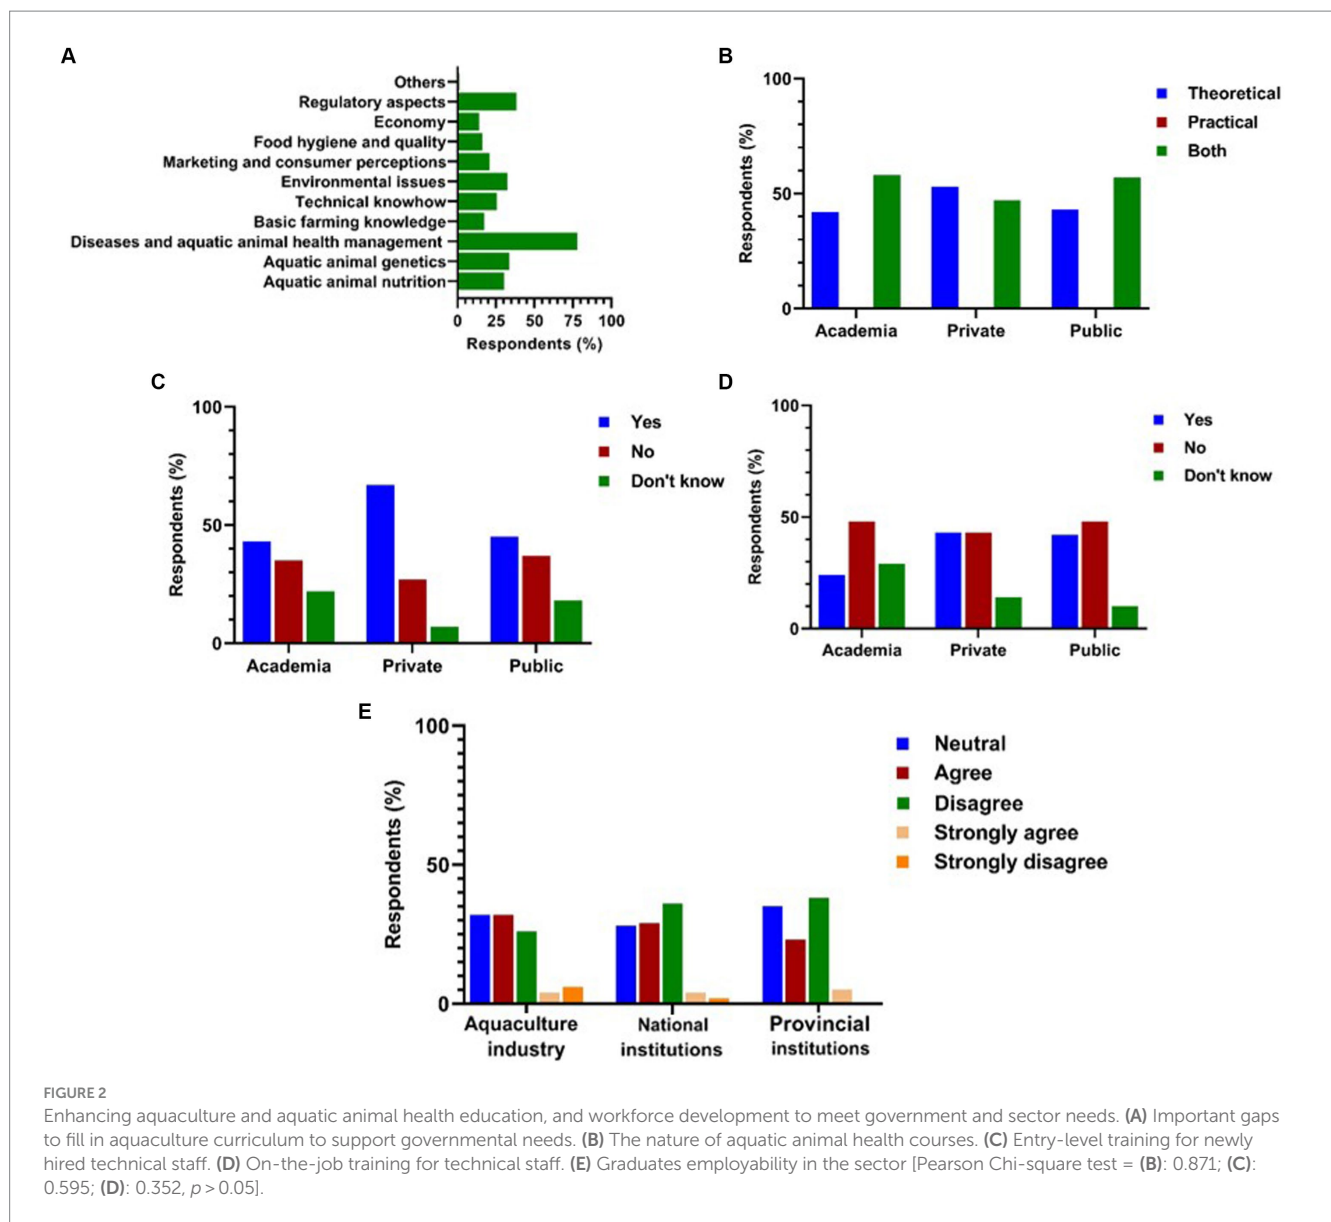 A
Others
Regulatory aspects
Economy
Food hygiene and quality
Marketing and consumer perceptions
Environmental issues
Technical knowhow
Basic farming knowledge
Diseases and aquatic animal health management
Aquatic animal genetics
Aquatic animal nutrition
0 25 50 75 100
Respondents (%)
B
100
50
0
Respondents (%)
Academia Private Public
Theoretical
Practical
Both
C
100
50
0
Respondents (%)
Academia Private Public
Yes
No
Don't know
D
100
50
0
Respondents (%)
Academia Private Public
Yes
No
Don't know
E
100
50
0
Respondents (%)
Aquaculture industry
National institutions
Provincial institutions
Neutral
Agree
Disagree
Strongly agree
Strongly disagree
FIGURE 2
Enhancing aquaculture and aquatic animal health education, and workforce development to meet government and sector needs. (A) Important gaps
to fill in aquaculture curriculum to support governmental needs. (B) The nature of aquatic animal health courses. (C) Entry-level training for newly
hired technical staff. (D) On-the-job training for technical staff. (E) Graduates employability in the sector [Pearson Chi-square test = (B): 0.871; (C):
0.595; (D): 0.352, p > 0.05].